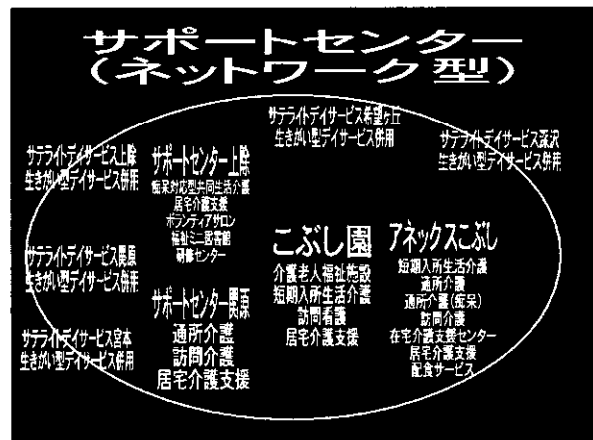 サポートセンター
(ネットワーク型)
サテライトデイサービス希望ヶ丘
生きがい型デイサービス併用
サテライトデイサービス深沢
生きがい型デイサービス併用
サテライトデイサービス上除
生きがい型デイサービス併用
サポートセンター上除
痴呆対応型共同生活介護
居宅介護支援
ボランティアサロン
福祉ミニ図書館
研修センター
サテライトデイサービス関原
生きがい型デイサービス併用
サポートセンター関原
通所介護
訪問介護
居宅介護支援
サテライトデイサービス宮本
生きがい型デイサービス併用
こぶし園
介護老人福祉施設
短期入所生活介護
訪問看護
居宅介護支援
アネックスこぶし
短期入所生活介護
通所介護
通所介護(痴呆)
訪問介護
在宅介護支援センター
居宅介護支援
配食サービス